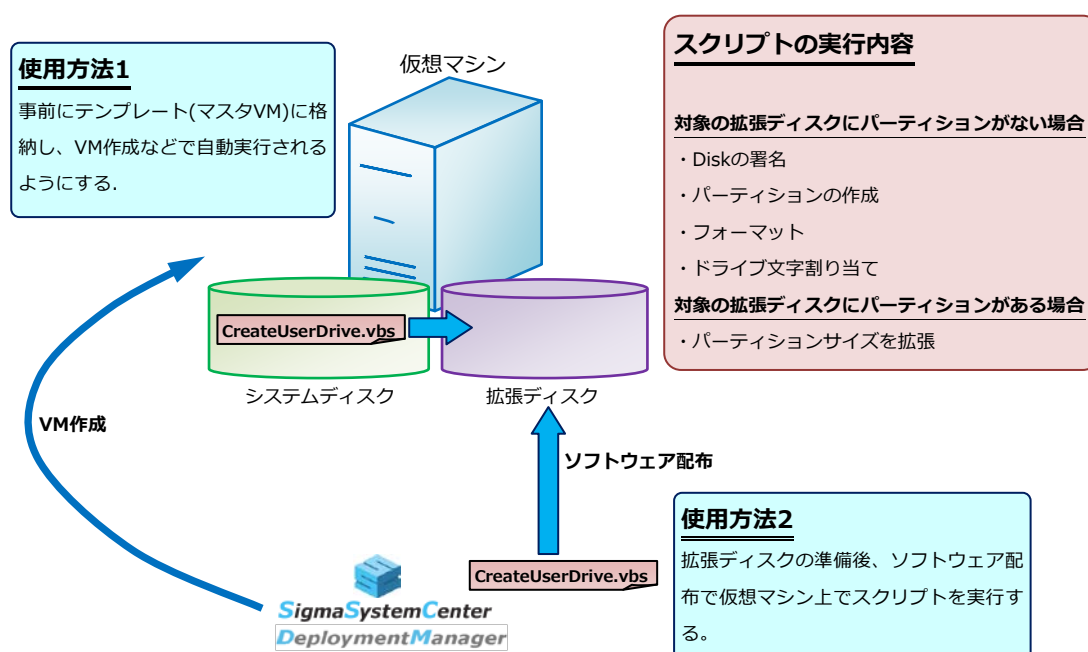 使用方法1
事前にテンプレート(マスタVM)に格
納し、VM作成などで自動実行される
ようにする.
仮想マシン
スクリプトの実行内容
対象の拡張ディスクにパーティションがない場合
・Diskの署名
・パーティションの作成
・フォーマット
・ドライブ文字割り当て
対象の拡張ディスクにパーティションがある場合
・パーティションサイズを拡張
CreateUserDrive.vbs
システムディスク
拡張ディスク
VM作成
ソフトウェア配布
使用方法2
拡張ディスクの準備後、ソフトウェア配
布で仮想マシン上でスクリプトを実行す
る。
CreateUserDrive.vbs
SigmaSystemCenter
DeploymentManager